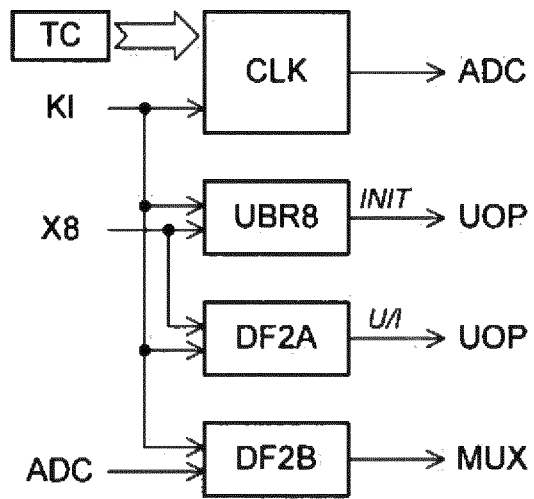 TC
CLK
ADC
KI
INIT
UBR8
UOP
X8
U/I
DF2A
UOP
DF2B
MUX
ADC